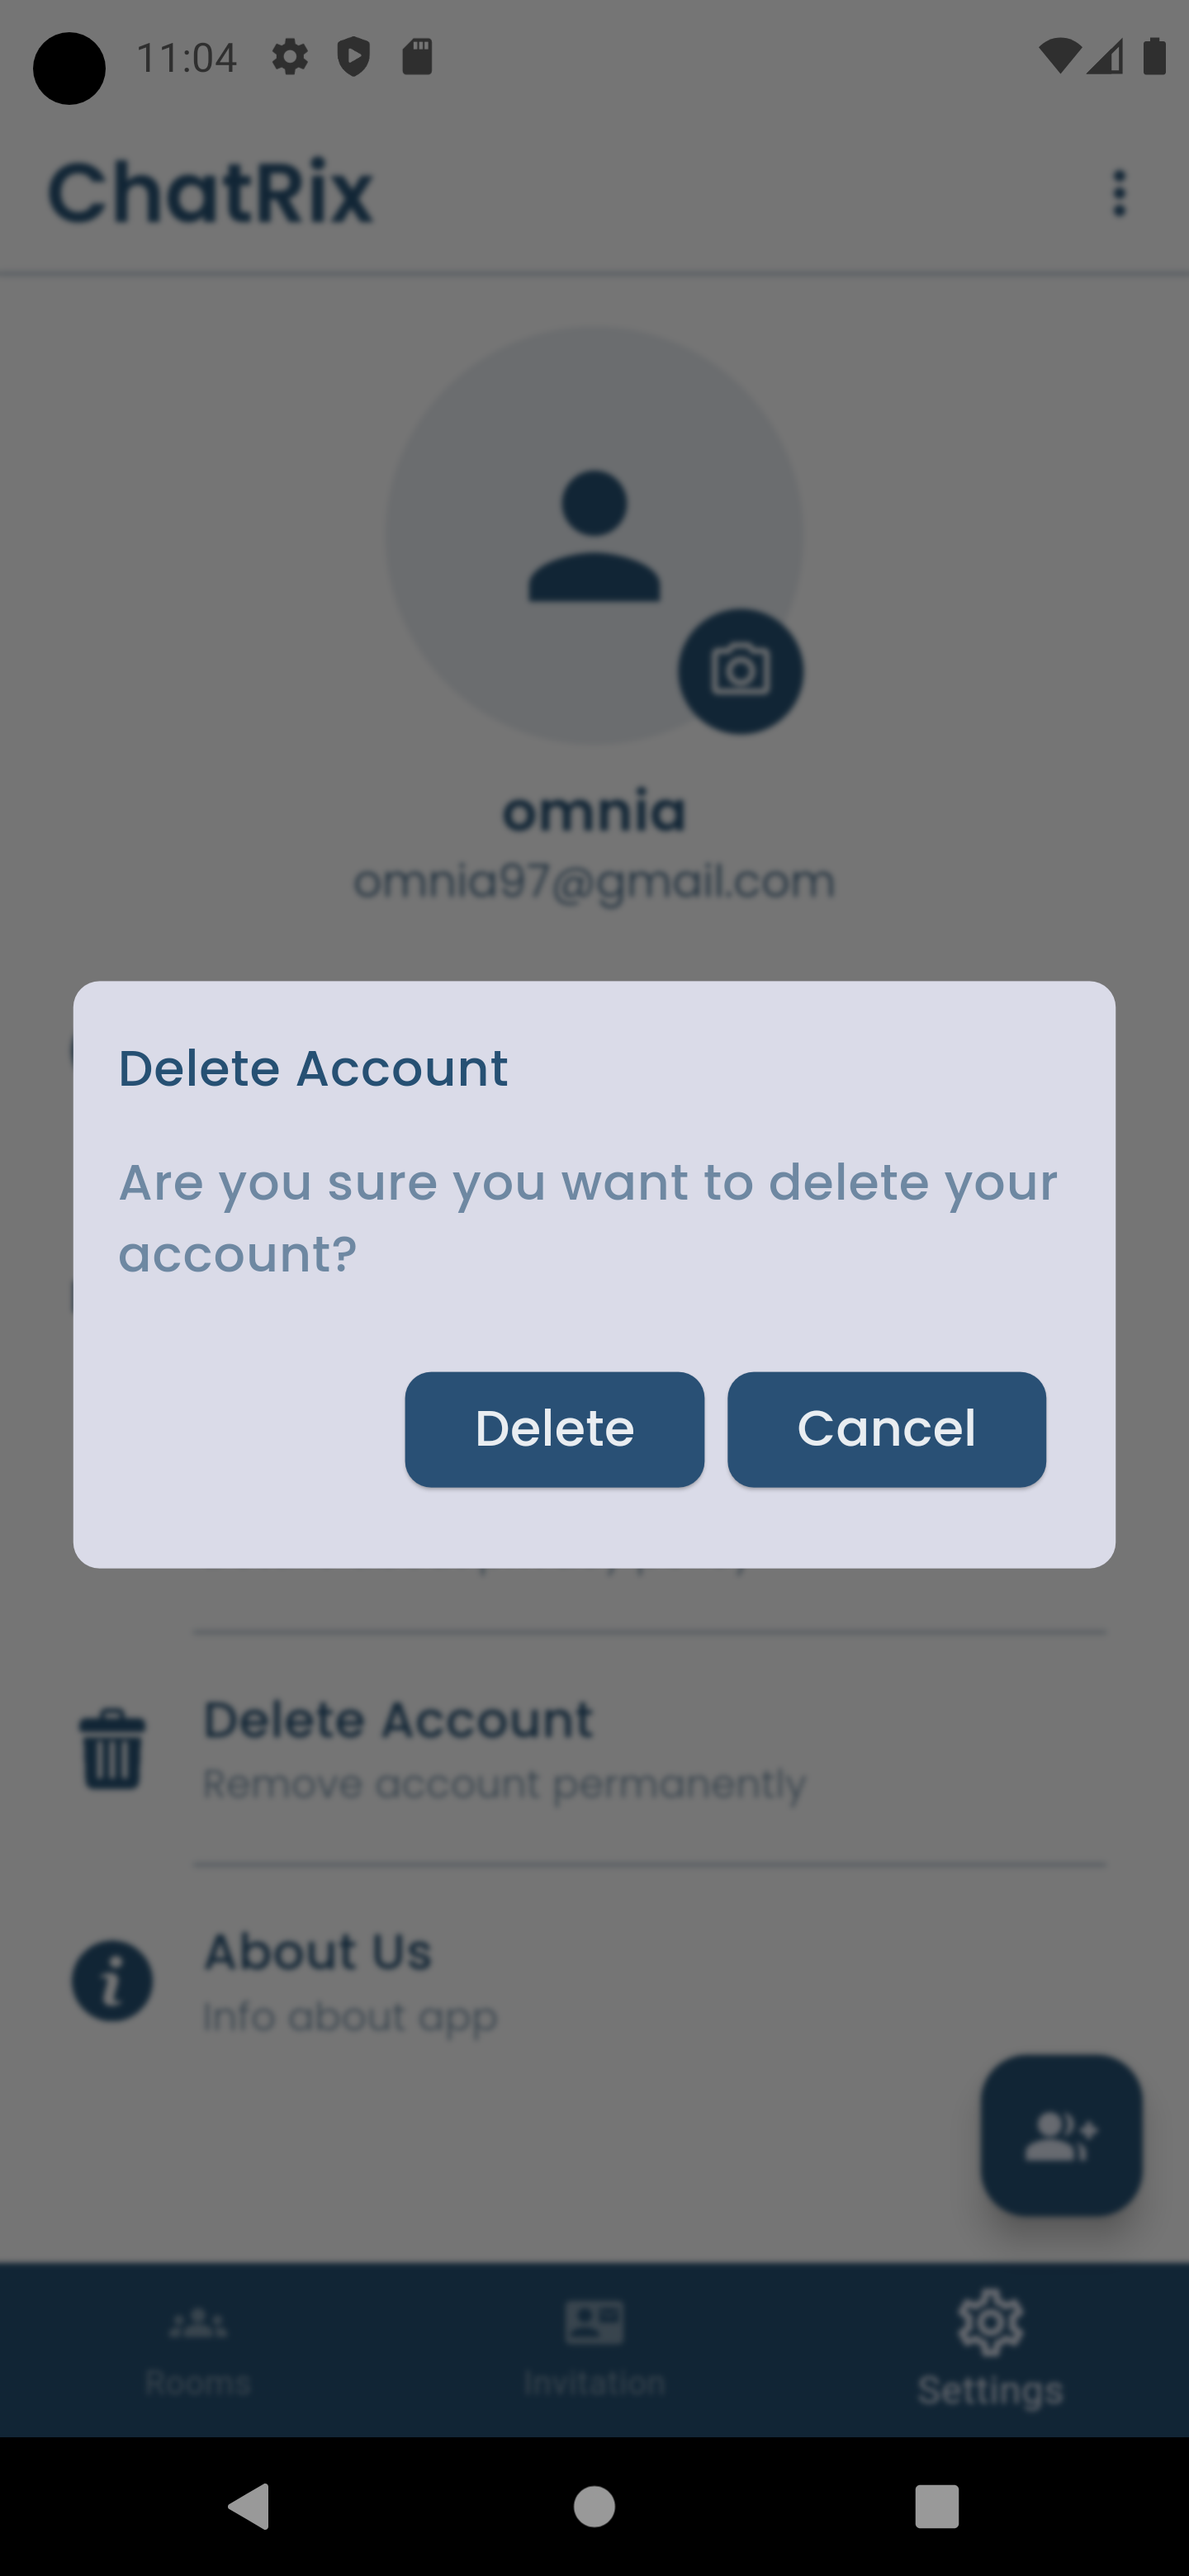 11:04
ChatRix
omnia
omnia97@gmail.com
Delete Account
Are you sure you want to delete your
account?
Delete Cancel
Delete Account
Remove account permanently
About Us
Info about app
Rooms Invitation Settings